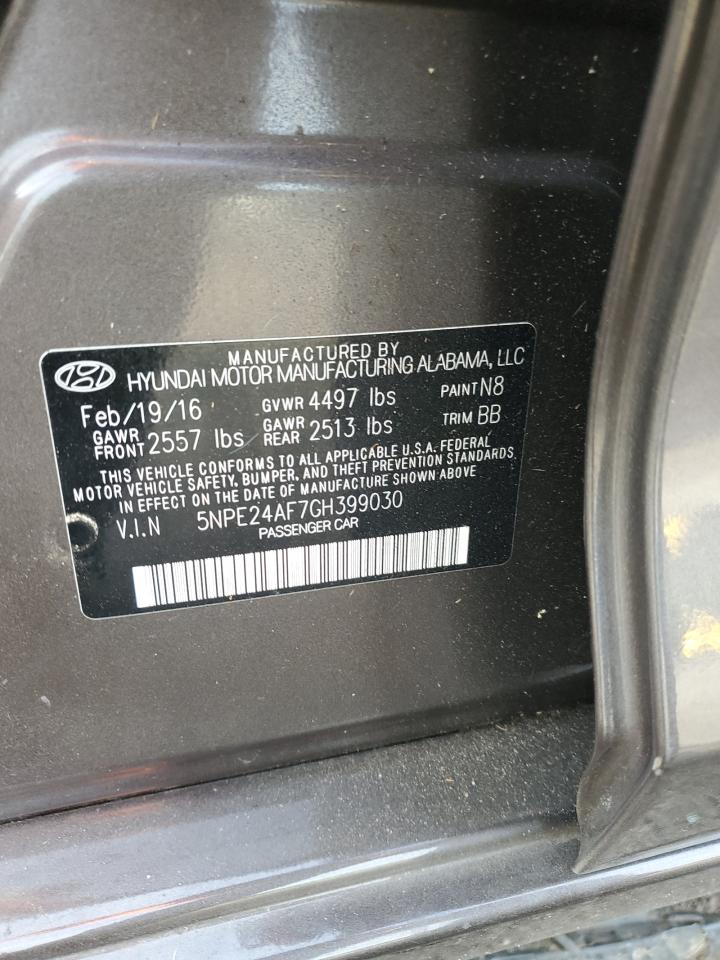 MANUFACTURED BY
HYUNDAI MOTOR MANUFACTURING ALABAMA, LLC
Feb/19/16 GVWR 4497 lbs PAINT N8
GAWR FRONT 2557 lbs GAWR REAR 2513 lbs TRIM BB
THIS VEHICLE CONFORMS TO ALL APPLICABLE U.S.A. FEDERAL
MOTOR VEHICLE SAFETY, BUMPER, AND THEFT PREVENTION STANDARDS
IN EFFECT ON THE DATE OF MANUFACTURE SHOWN ABOVE
V.I.N 5NPE24AF7GH399030
PASSENGER CAR